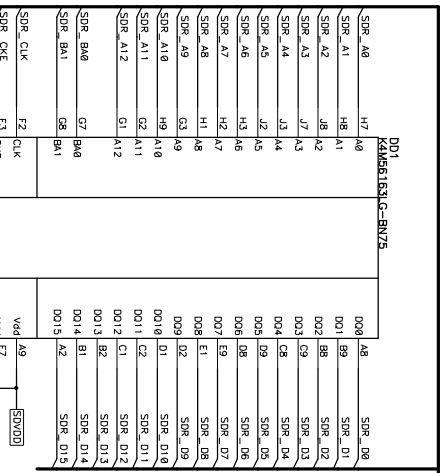 DD1
K4M56163LG-BN75
SDR_A0 H7 A0 DQ0 A8 SDR_D0
SDR_A1 H8 A1 DQ1 B9 SDR_D1
SDR_A2 J8 A2 DQ2 B8 SDR_D2
SDR_A3 J7 A3 DQ3 C9 SDR_D3
SDR_A4 J3 A4 DQ4 C8 SDR_D4
SDR_A5 J2 A5 DQ5 D9 SDR_D5
SDR_A6 H3 A6 DQ6 D8 SDR_D6
SDR_A7 H2 A7 DQ7 E9 SDR_D7
SDR_A8 H1 A8 DQ8 E1 SDR_D8
SDR_A9 G3 A9 DQ9 D2 SDR_D9
SDR_A10 H9 A10 DQ10 D1 SDR_D10
SDR_A11 G2 A11 DQ11 C2 SDR_D11
SDR_A12 G1 A12 DQ12 C1 SDR_D12
DQ13 B2 SDR_D13
SDR_BA0 G7 BA0 DQ14 B1 SDR_D14
SDR_BA1 G8 BA1 DQ15 A2 SDR_D15
SDR_CLK F2 CLK Vdd A9 SDVDD
SDR_CKE F3 E7